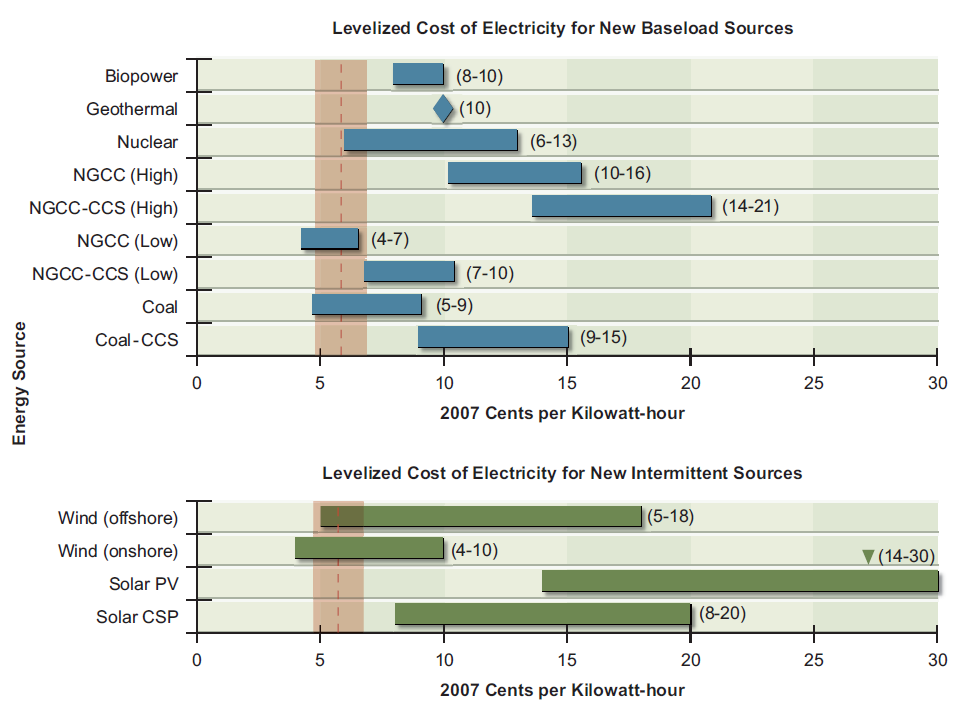 Levelized Cost of Electricity for New Baseload Sources
Biopower (8-10)
Geothermal (10)
Nuclear (6-13)
NGCC (High) (10-16)
NGCC-CCS (High) (14-21)
NGCC (Low) (4-7)
NGCC-CCS (Low) (7-10)
Coal (5-9)
Coal-CCS (9-15)
0 5 10 15 20 25 30
2007 Cents per Kilowatt-hour
Energy Source
Levelized Cost of Electricity for New Intermittent Sources
Wind (offshore) (5-18)
Wind (onshore) (4-10)
(14-30)
Solar PV
Solar CSP (8-20)
0 5 10 15 20 25 30
2007 Cents per Kilowatt-hour